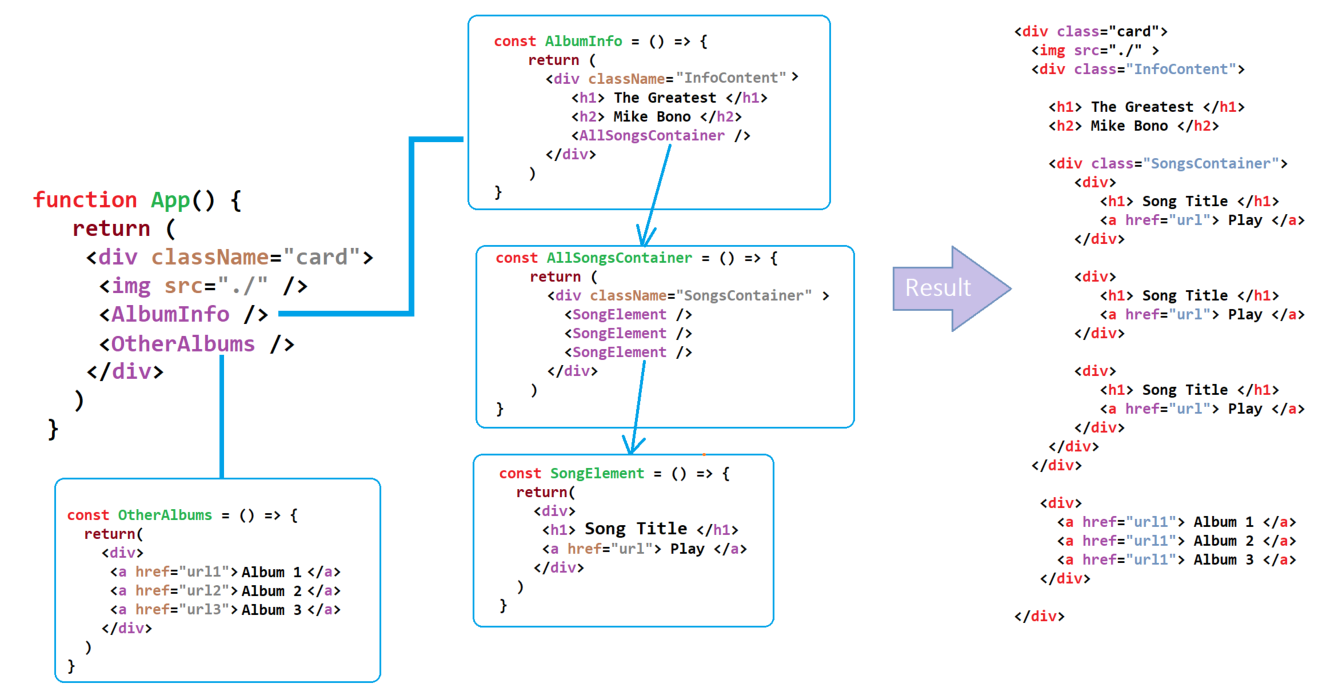 function App() {
return (
<div className="card">
<img src="./" />
<AlbumInfo />
<OtherAlbums />
</div>
)
}
const OtherAlbums = () => {
return(
<div>
<a href="url1"> Album 1 </a>
<a href="url2"> Album 2 </a>
<a href="url3"> Album 3 </a>
</div>
)
}
const AlbumInfo = () => {
return (
<div className="InfoContent" >
<h1> The Greatest </h1>
<h2> Mike Bono </h2>
<AllSongsContainer />
</div>
)
}
const AllSongsContainer = () => {
return (
<div className="SongsContainer" >
<SongElement />
<SongElement />
<SongElement />
</div>
)
}
const SongElement = () => {
return(
<div>
<h1> Song Title </h1>
<a href="url"> Play </a>
</div>
)
}
Result
<div class="card">
<img src="./" >
<div class="InfoContent">
<h1> The Greatest </h1>
<h2> Mike Bono </h2>
<div class="SongsContainer">
<div>
<h1> Song Title </h1>
<a href="url"> Play </a>
</div>
<div>
<h1> Song Title </h1>
<a href="url"> Play </a>
</div>
<div>
<h1> Song Title </h1>
<a href="url"> Play </a>
</div>
</div>
</div>
<div>
<a href="url1"> Album 1 </a>
<a href="url1"> Album 2 </a>
<a href="url1"> Album 3 </a>
</div>
</div>